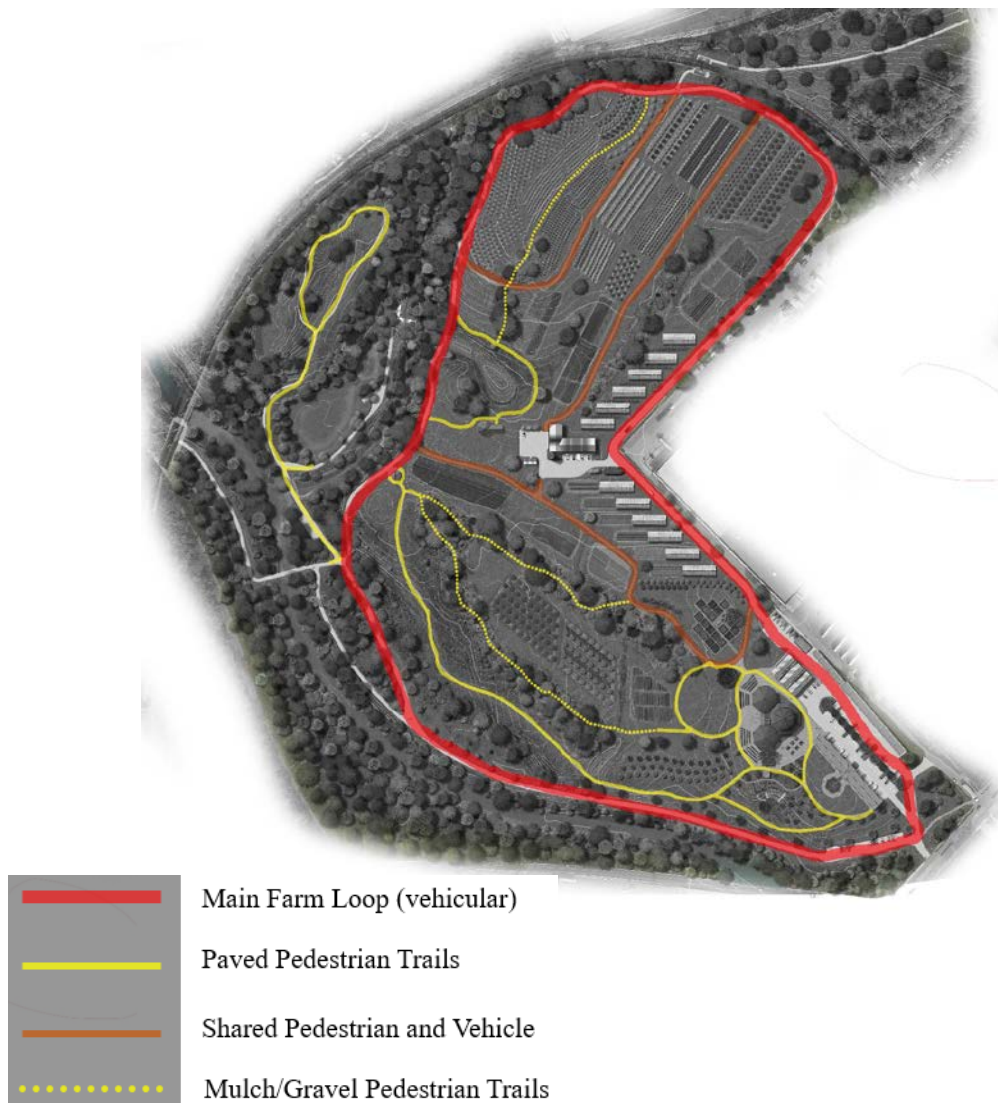 Main Farm Loop (vehicular)
Paved Pedestrian Trails
Shared Pedestrian and Vehicle
Mulch/Gravel Pedestrian Trails